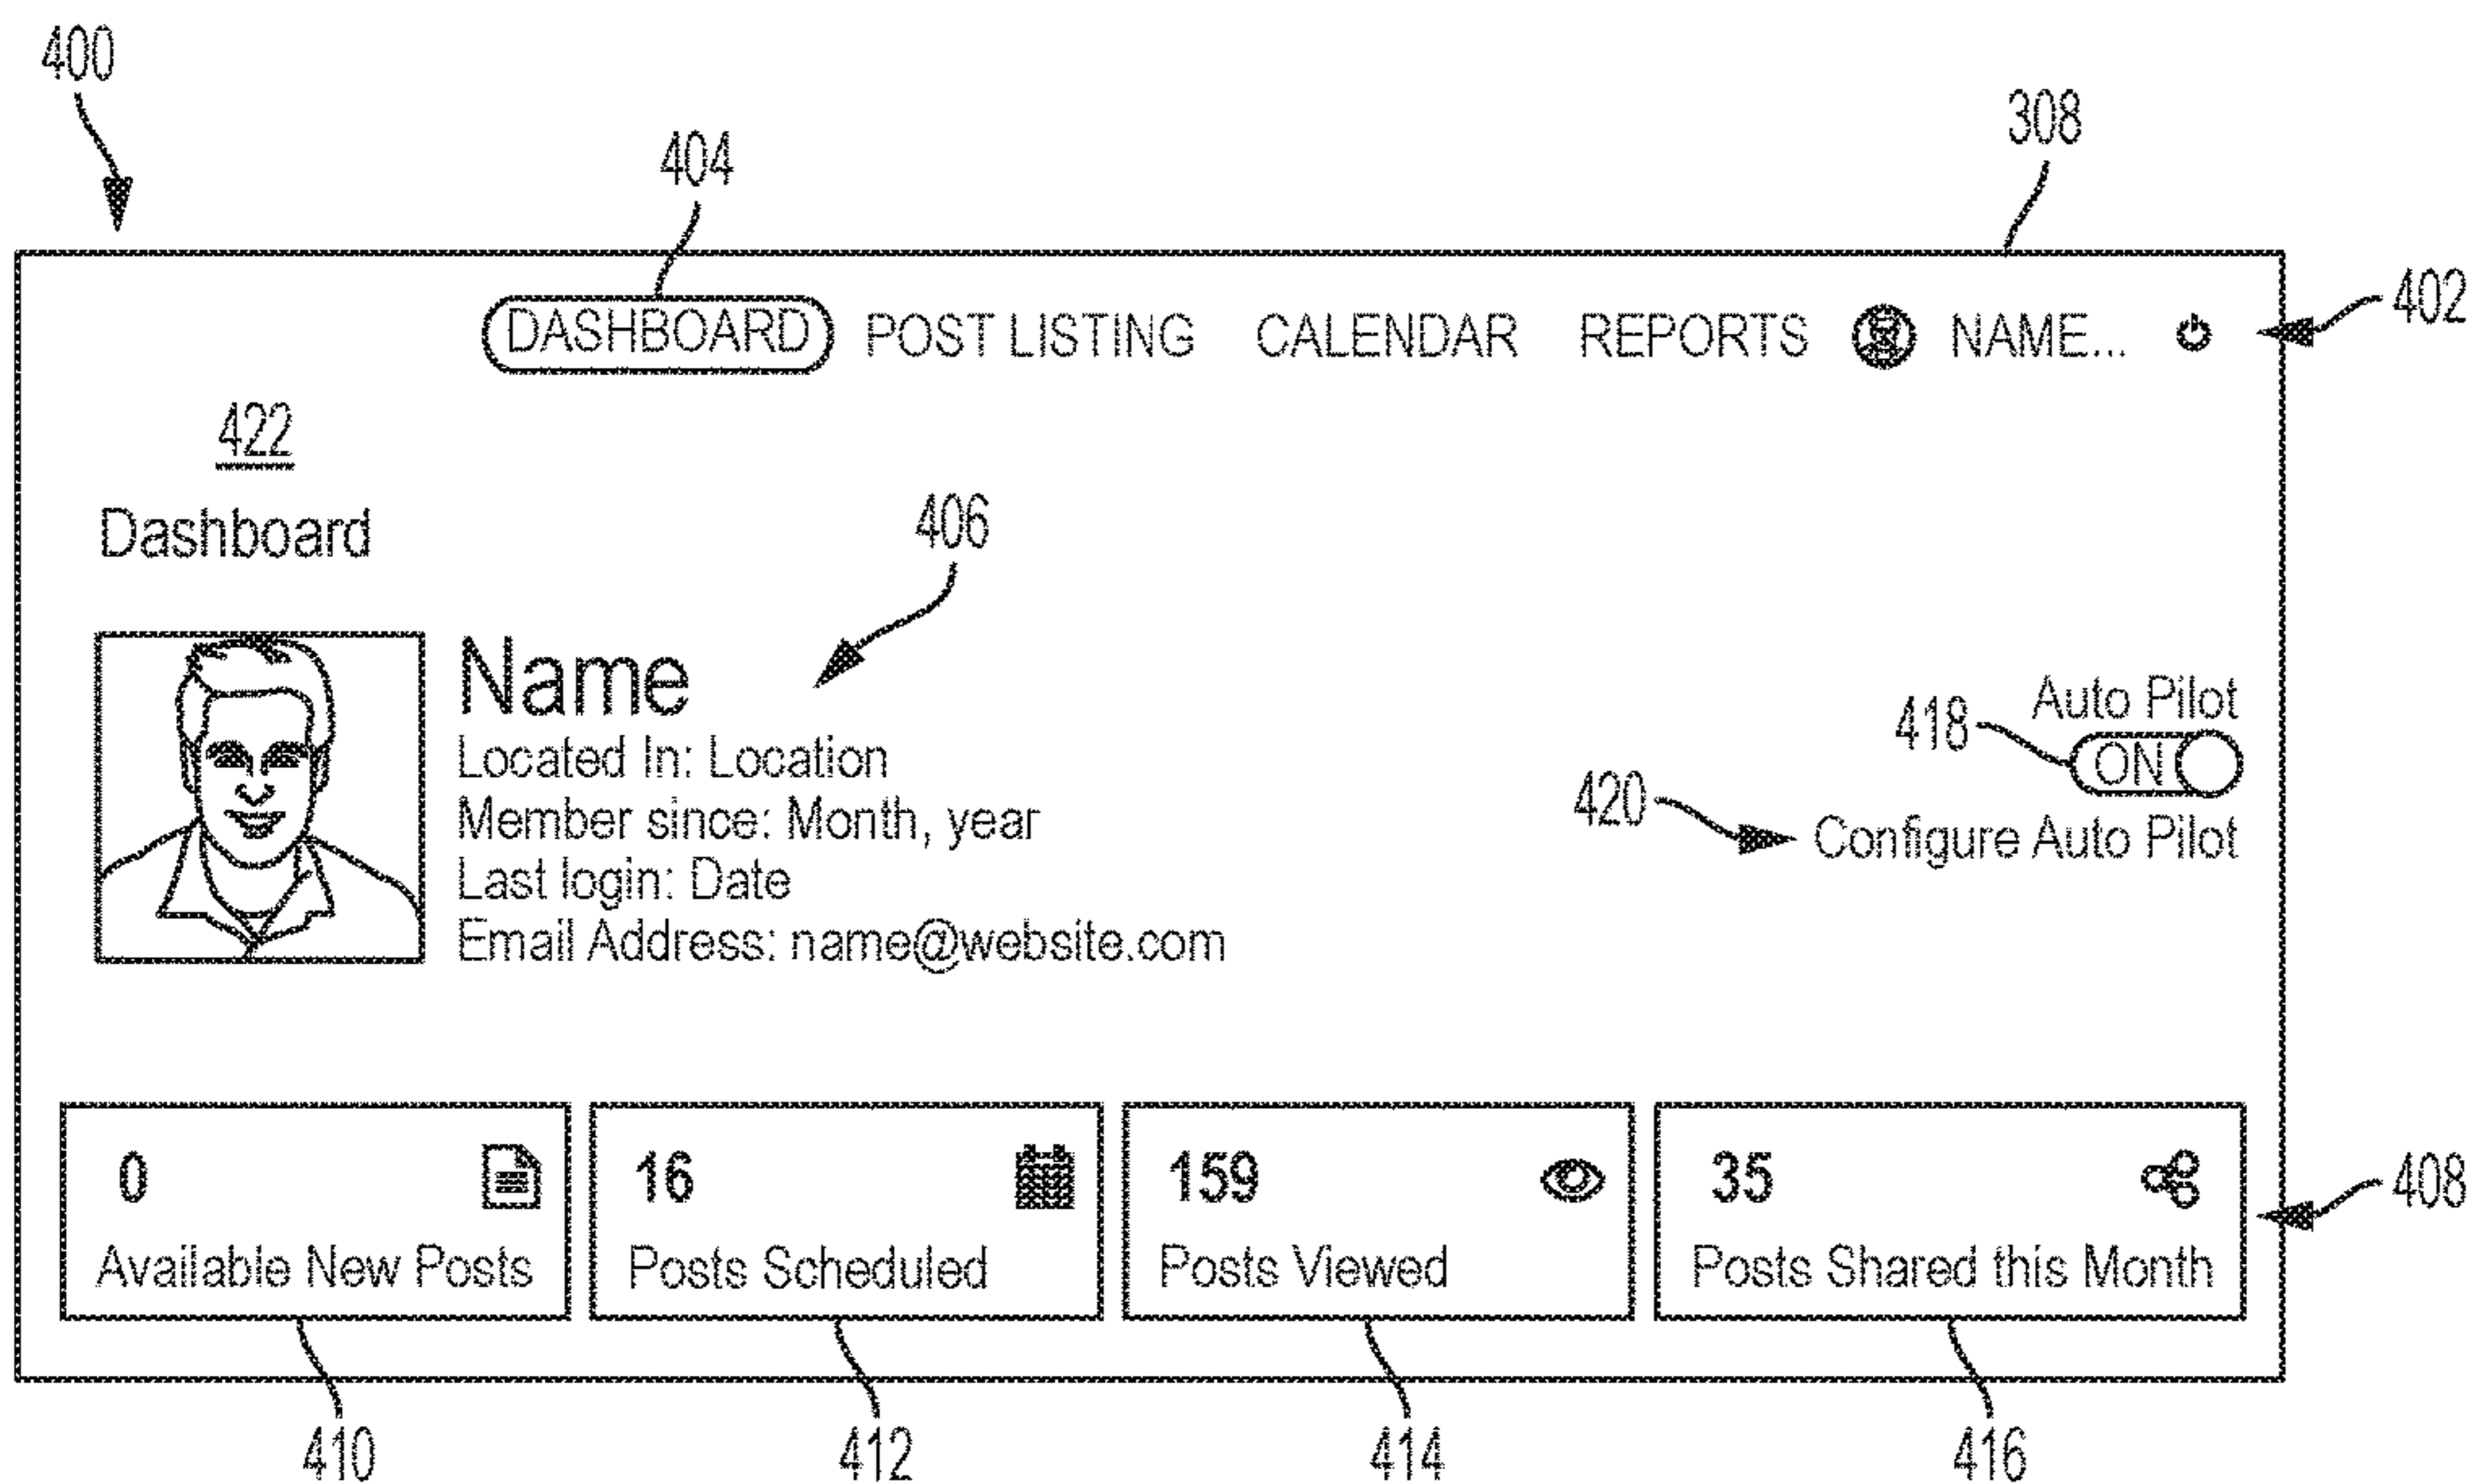 400
308
404
DASHBOARD POST LISTING CALENDAR REPORTS NAME... 402
422
Dashboard
406
Name
Located In: Location
Member since: Month, year
Last login: Date
Email Address: name@website.com
Auto Pilot
418 ON
420 Configure Auto Pilot
0 16 159 35
Available New Posts Posts Scheduled Posts Viewed Posts Shared this Month
408
410 412 414 416